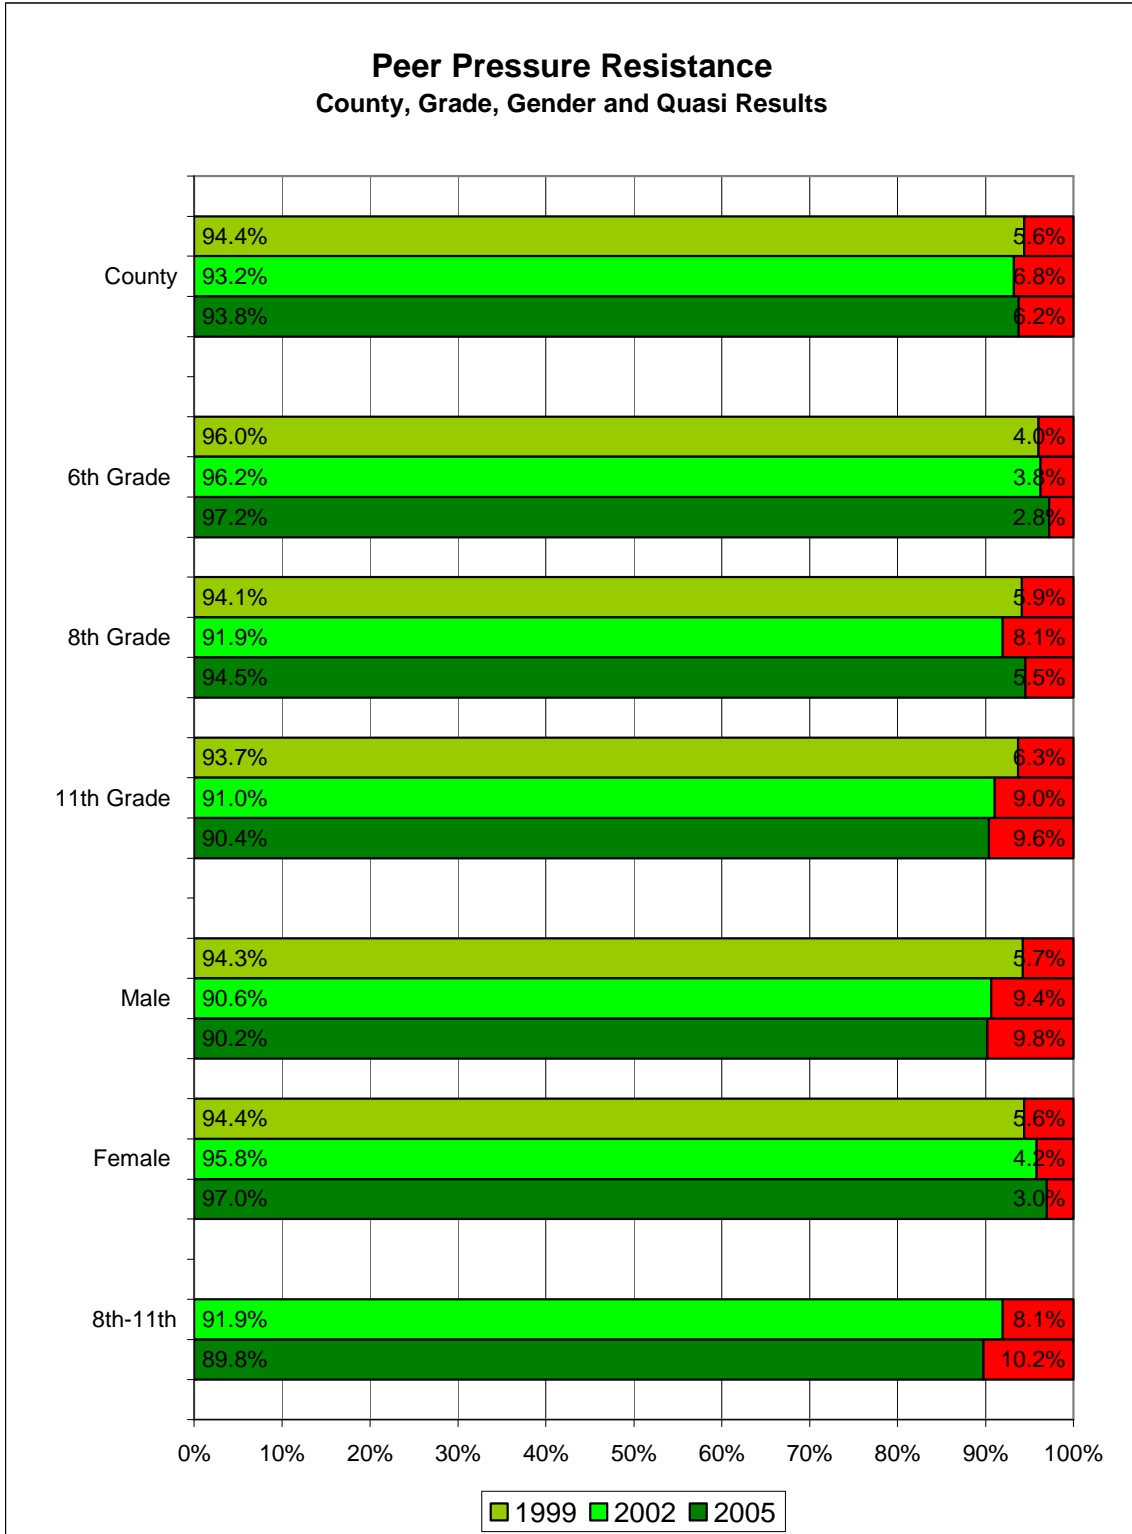 Peer Pressure Resistance
County, Grade, Gender and Quasi Results
94.4% 5.6%
County 93.2% 6.8%
93.8% 6.2%
96.0% 4.0%
6th Grade 96.2% 3.8%
97.2% 2.8%
94.1% 5.9%
8th Grade 91.9% 8.1%
94.5% 5.5%
93.7% 6.3%
11th Grade 91.0% 9.0%
90.4% 9.6%
94.3% 5.7%
Male 90.6% 9.4%
90.2% 9.8%
94.4% 5.6%
Female 95.8% 4.2%
97.0% 3.0%
8th-11th 91.9% 8.1%
89.8% 10.2%
0% 10% 20% 30% 40% 50% 60% 70% 80% 90% 100%
1999 2002 2005